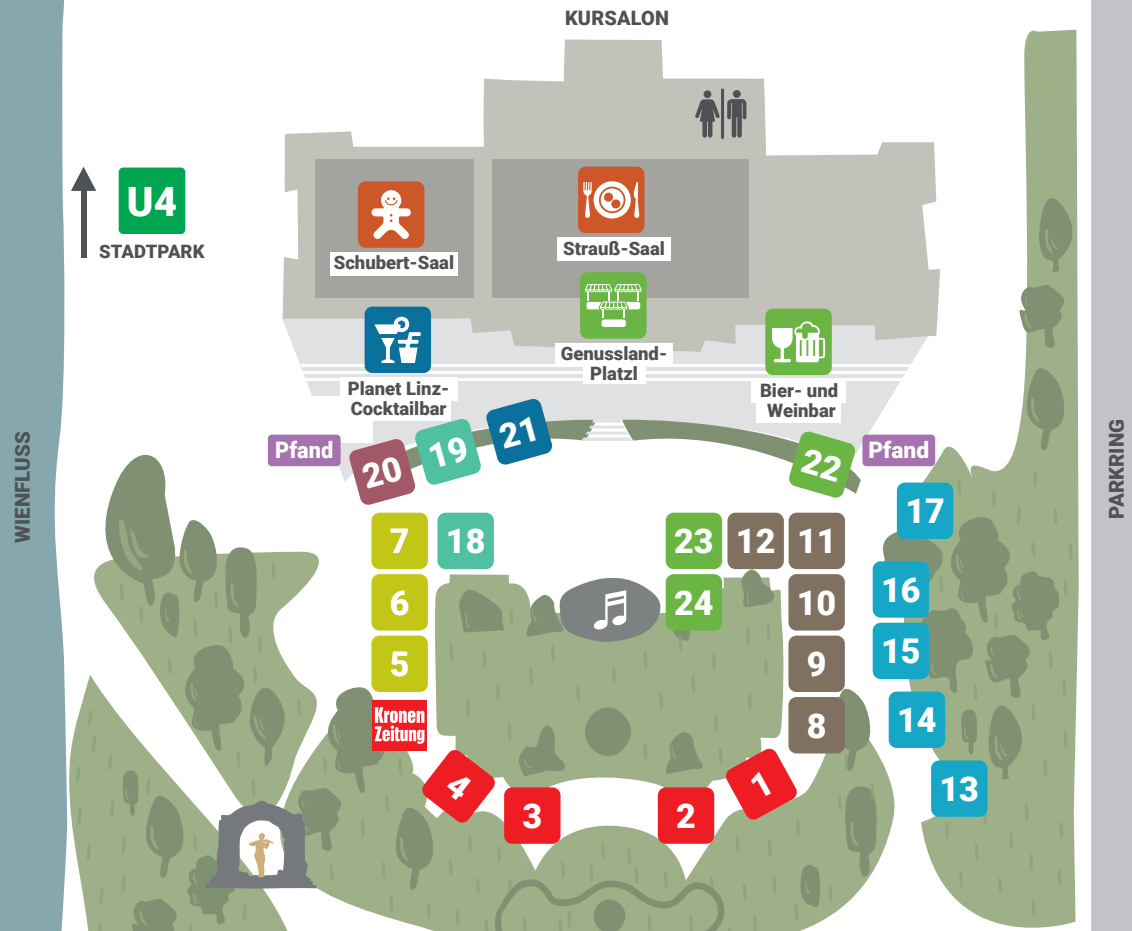 KURSALON
U4
STADTPARK
Schubert-Saal
Strauß-Saal
Genussland-
Platzl
Planet Linz-
Cocktailbar
Bier- und
Weinbar
Pfand
20
19
21
22
Pfand
WIENFLUSS
PARKRING
7
18
23
12
11
17
6
24
10
16
5
9
15
Kronen
Zeitung
8
14
4
3
2
1
13